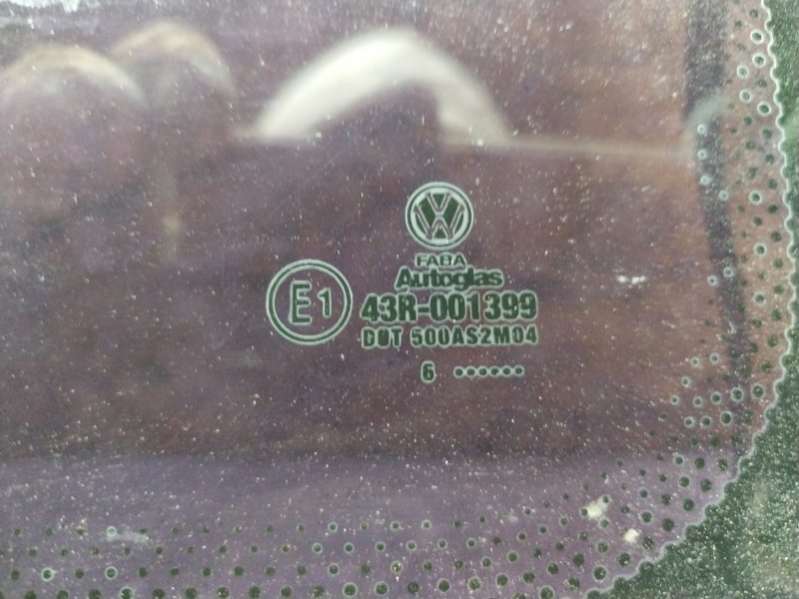 FABA
Autoglas
E1
43R-001399
DOT 500AS2M04
6 ••••••